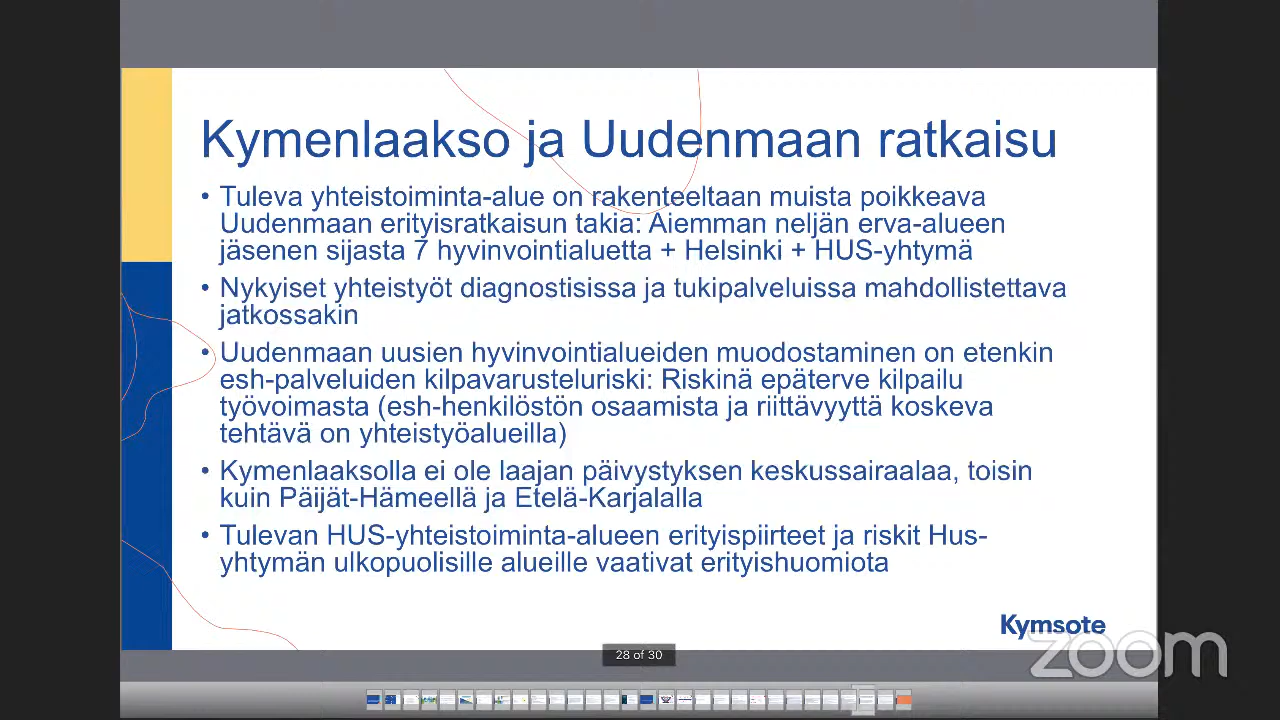 Kymenlaakso ja Uudenmaan ratkaisu
• Tuleva yhteistoiminta-alue on rakenteeltaan muista poikkeava
Uudenmaan erityisratkaisun takia: Aiemman neljän erva-alueen
jäsenen sijasta 7 hyvinvointialuetta + Helsinki + HUS-yhtymä
• Nykyiset yhteistyöt diagnostisissa ja tukipalveluissa mahdollistettava
jatkossakin
• Uudenmaan uusien hyvinvointialueiden muodostaminen on etenkin
esh-palveluiden kilpavarusteluriski: Riskinä epäterve kilpailu
työvoimasta (esh-henkilöstön osaamista ja riittävyyttä koskeva
tehtävä on yhteistyöalueilla)
• Kymenlaaksolla ei ole laajan päivystyksen keskussairaalaa, toisin
kuin Päijät-Hämeellä ja Etelä-Karjalalla
• Tulevan HUS-yhteistoiminta-alueen erityispiirteet ja riskit Hus-
yhtymän ulkopuolisille alueille vaativat erityishuomiota
Kymsote
zoom
28 of 30